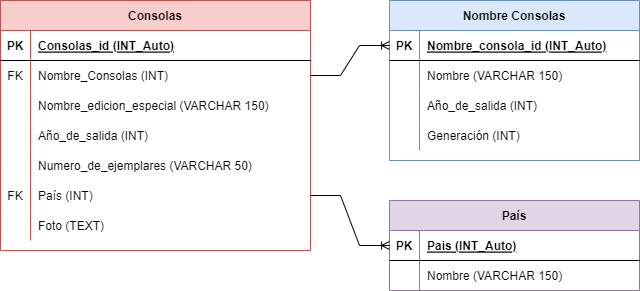 Consolas
PK Consolas_id (INT_Auto)
FK Nombre_Consolas (INT)
Nombre_edicion_especial (VARCHAR 150)
Año_de_salida (INT)
Numero_de_ejemplares (VARCHAR 50)
FK País (INT)
Foto (TEXT)
Nombre Consolas
PK Nombre_consola_id (INT_Auto)
Nombre (VARCHAR 150)
Año_de_salida (INT)
Generación (INT)
País
PK Pais (INT_Auto)
Nombre (VARCHAR 150)